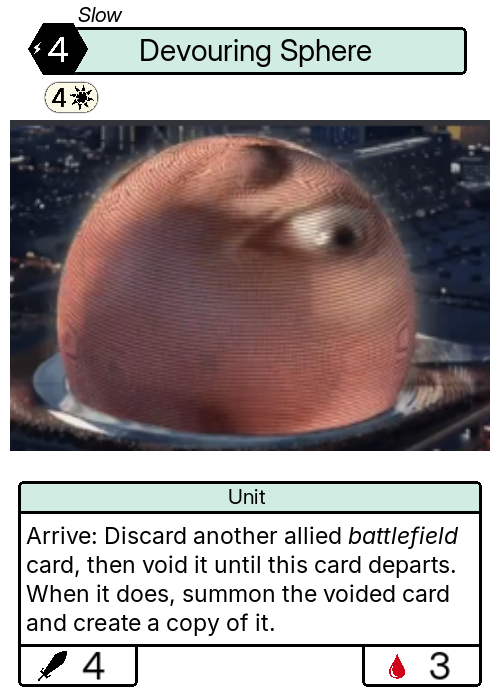 Slow
4
Devouring Sphere
4
Unit
Arrive: Discard another allied battlefield
card, then void it until this card departs.
When it does, summon the voided card
and create a copy of it.
4
3